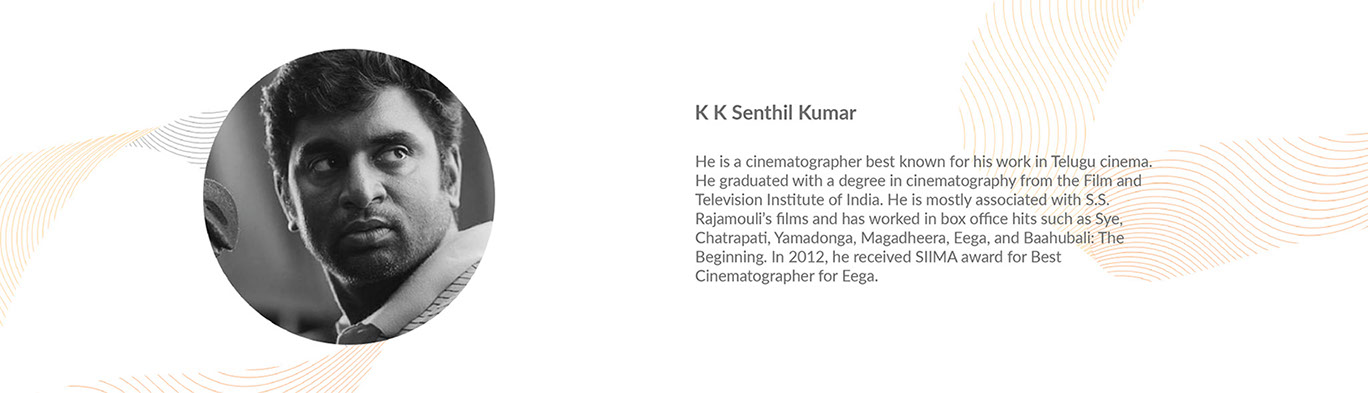 K K Senthil Kumar
He is a cinematographer best known for his work in Telugu cinema.
He graduated with a degree in cinematography from the Film and
Television Institute of India. He is mostly associated with S.S.
Rajamouli's films and has worked in box office hits such as Sye,
Chatrapati, Yamadonga, Magadheera, Eega, and Baahubali: The
Beginning. In 2012, he received SIIMA award for Best
Cinematographer for Eega.